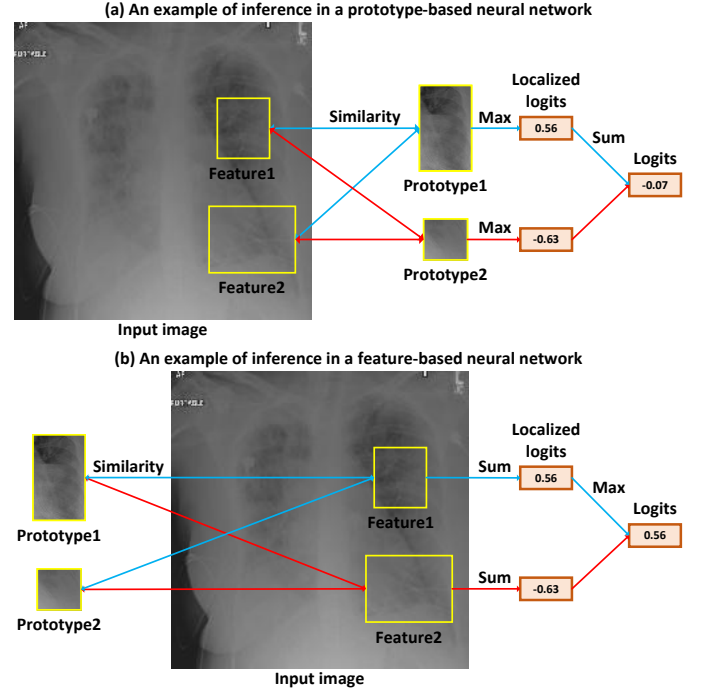 (a) An example of inference in a prototype-based neural network
Similarity
Max
Localized
logits
0.56
Sum
Feature1
Prototype1
Logits
-0.07
Max
-0.63
Prototype2
Feature2
Input image
(b) An example of inference in a feature-based neural network
Localized
logits
Similarity
Sum
0.56
Max
Prototype1
Feature1
Logits
0.56
Sum
-0.63
Prototype2
Feature2
Input image